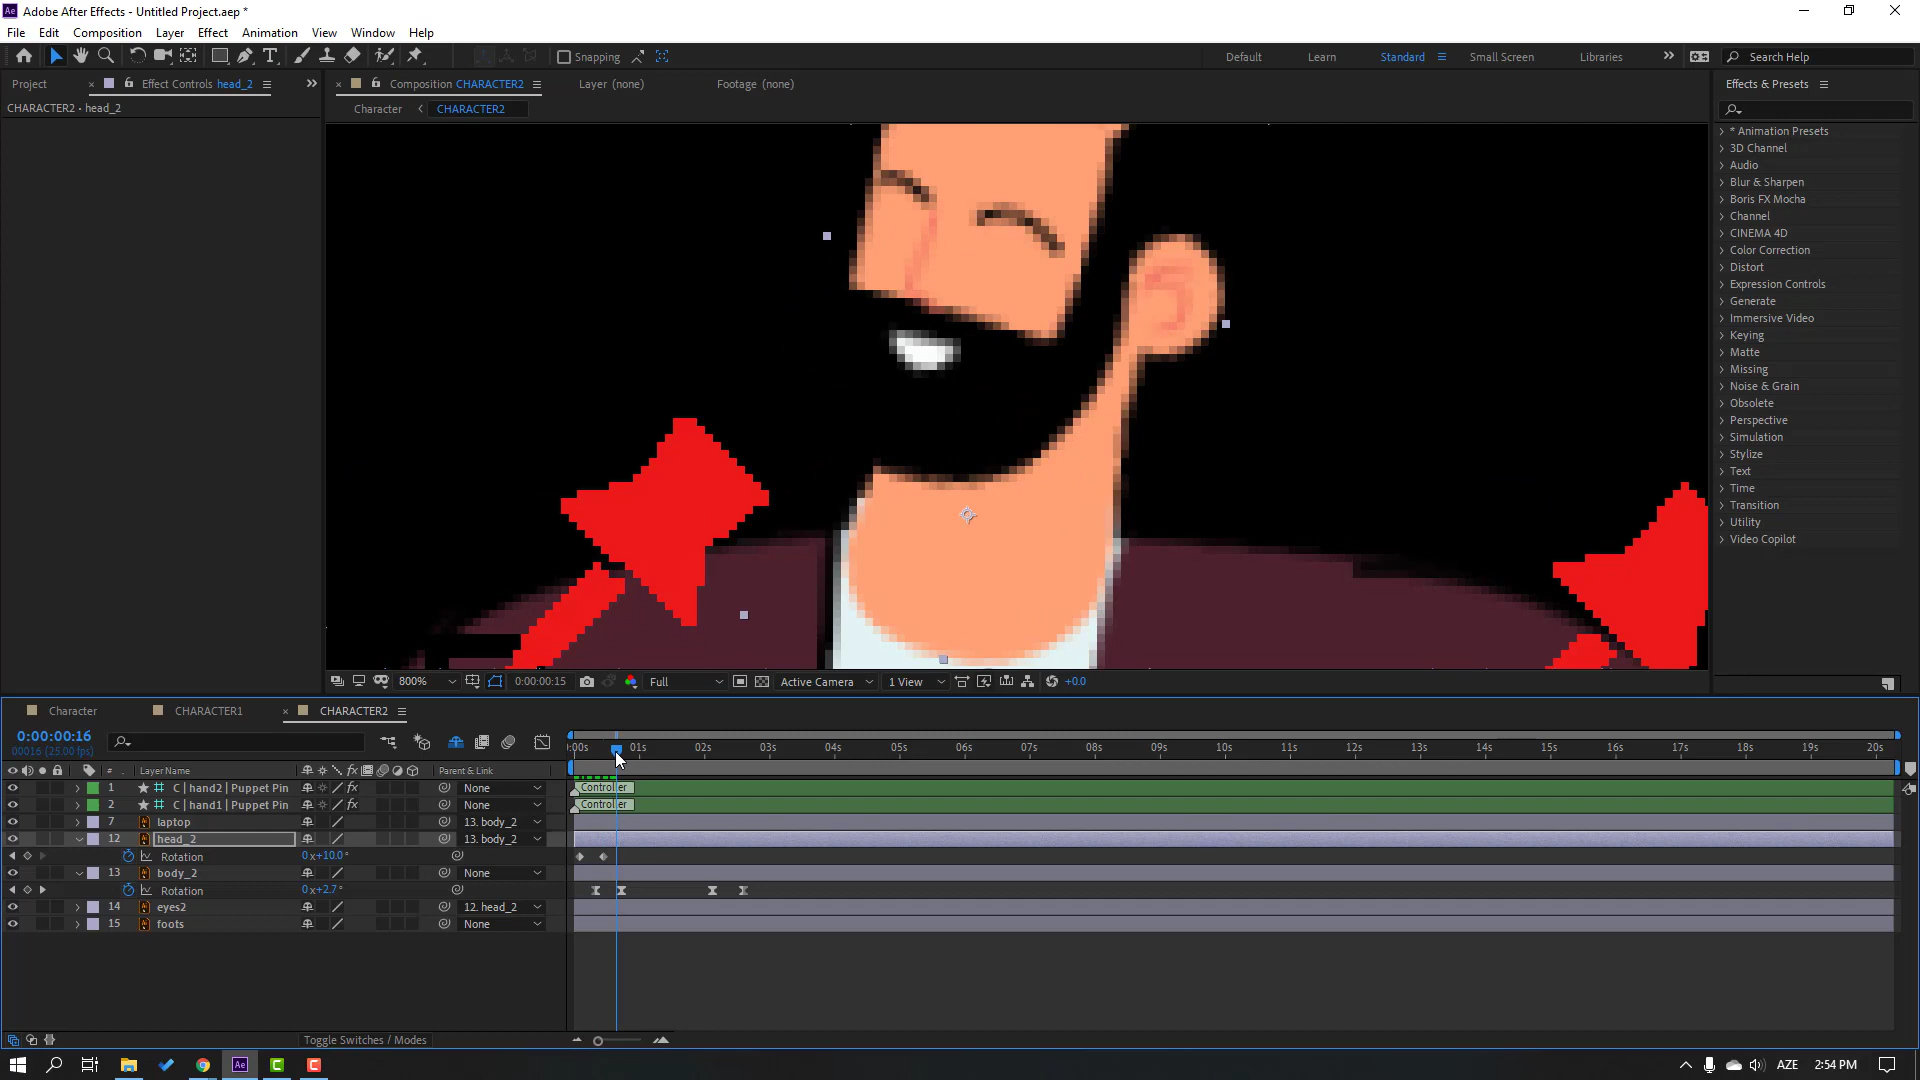 Ae Adobe After Effects - Untitled Project.aep *
File Edit Composition Layer Effect Animation View Window Help
Snapping Default Learn Standard Small Screen Libraries Search Help
Project Effect Controls head_2 Composition CHARACTER2 Layer (none) Footage (none) Effects & Presets
CHARACTER2 • head_2 Character CHARACTER2
* Animation Presets
3D Channel
Audio
Blur & Sharpen
Boris FX Mocha
Channel
CINEMA 4D
Color Correction
Distort
Expression Controls
Generate
Immersive Video
Keying
Matte
Missing
Noise & Grain
Obsolete
Perspective
Simulation
Stylize
Text
Time
Transition
Utility
Video Copilot
800% 0:00:00:15 Full Active Camera 1 View +0.0
Character CHARACTER1 CHARACTER2
0:00:00:16
00016 (25.00 fps)
:00s 01s 02s 03s 04s 05s 06s 07s 08s 09s 10s 11s 12s 13s 14s 15s 16s 17s 18s 19s 20s
# Layer Name Parent & Link
1 C | hand2 | Puppet Pin None Controller
2 C | hand1 | Puppet Pin None Controller
7 laptop 13. body_2
12 head_2 13. body_2
Rotation 0x+10.0°
13 body_2 None
Rotation 0x+2.7°
14 eyes2 12. head_2
15 foots None
Toggle Switches / Modes
Ae AZE 2:54 PM